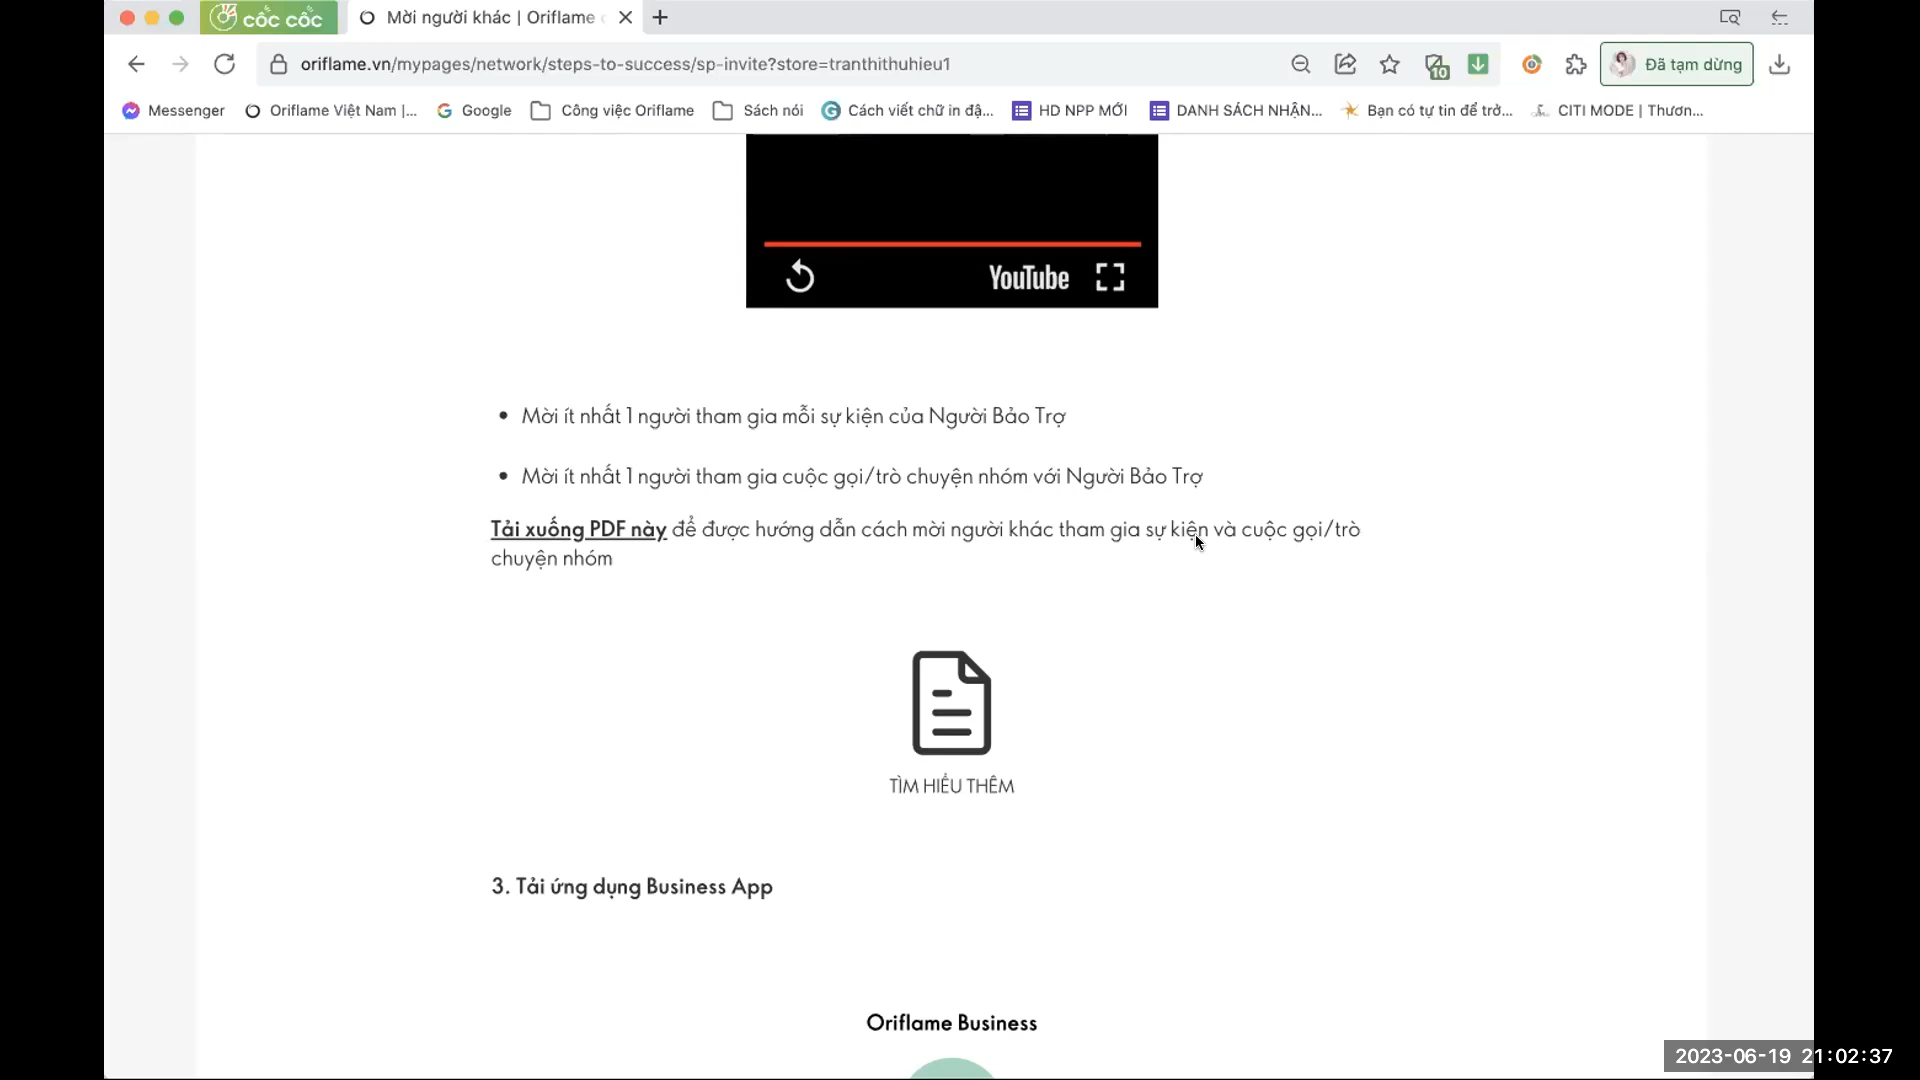 cốc cốc
Mời người khác | Oriflame
oriflame.vn/mypages/network/steps-to-success/sp-invite?store=tranthithuhieu1
10
Đã tạm dừng
Messenger
Oriflame Việt Nam |...
Google
Công việc Oriflame
Sách nói
Cách viết chữ in đậ...
HD NPP MỚI
DANH SÁCH NHẬN...
Bạn có tự tin để trở...
CITI MODE | Thươn...
YouTube
• Mời ít nhất 1 người tham gia mỗi sự kiện của Người Bảo Trợ
• Mời ít nhất 1 người tham gia cuộc gọi/trò chuyện nhóm với Người Bảo Trợ
Tải xuống PDF này để được hướng dẫn cách mời người khác tham gia sự kiện và cuộc gọi/trò
chuyện nhóm
TÌM HIỂU THÊM
3. Tải ứng dụng Business App
Oriflame Business
2023-06-19 21:02:37